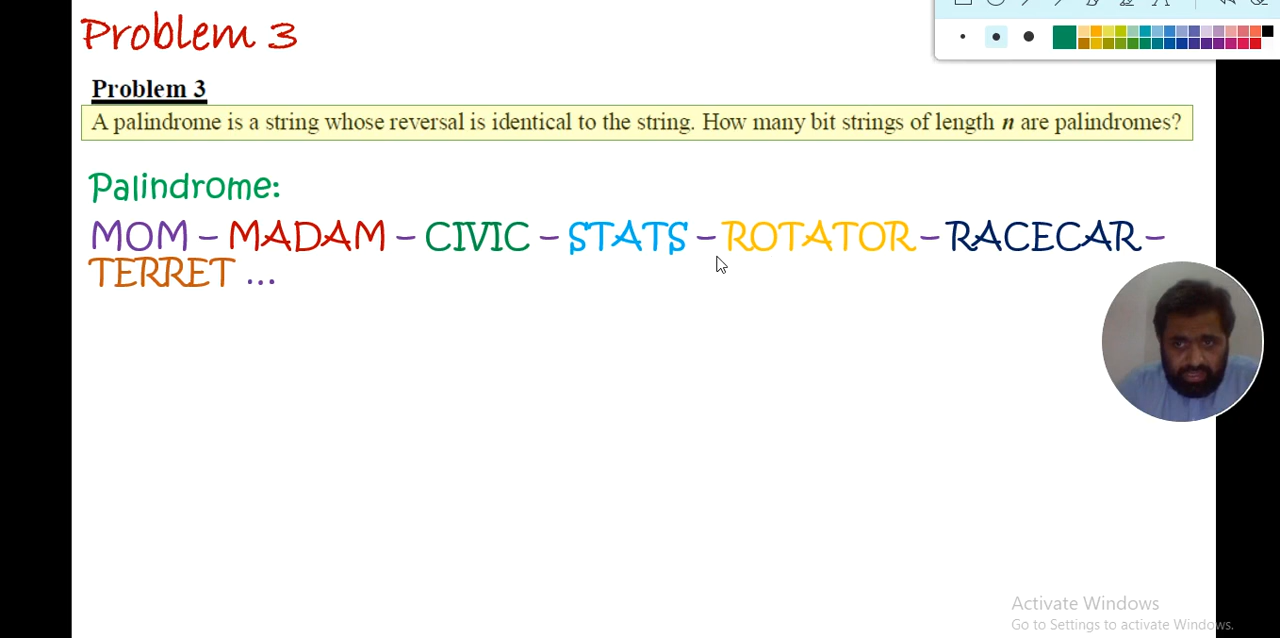 Problem 3
Problem 3
A palindrome is a string whose reversal is identical to the string. How many bit strings of length n are palindromes?
Palindrome:
MOM – MADAM – CIVIC – STATS – ROTATOR – RACECAR –
TERRET ...
Activate Windows
Go to Settings to activate Windows.